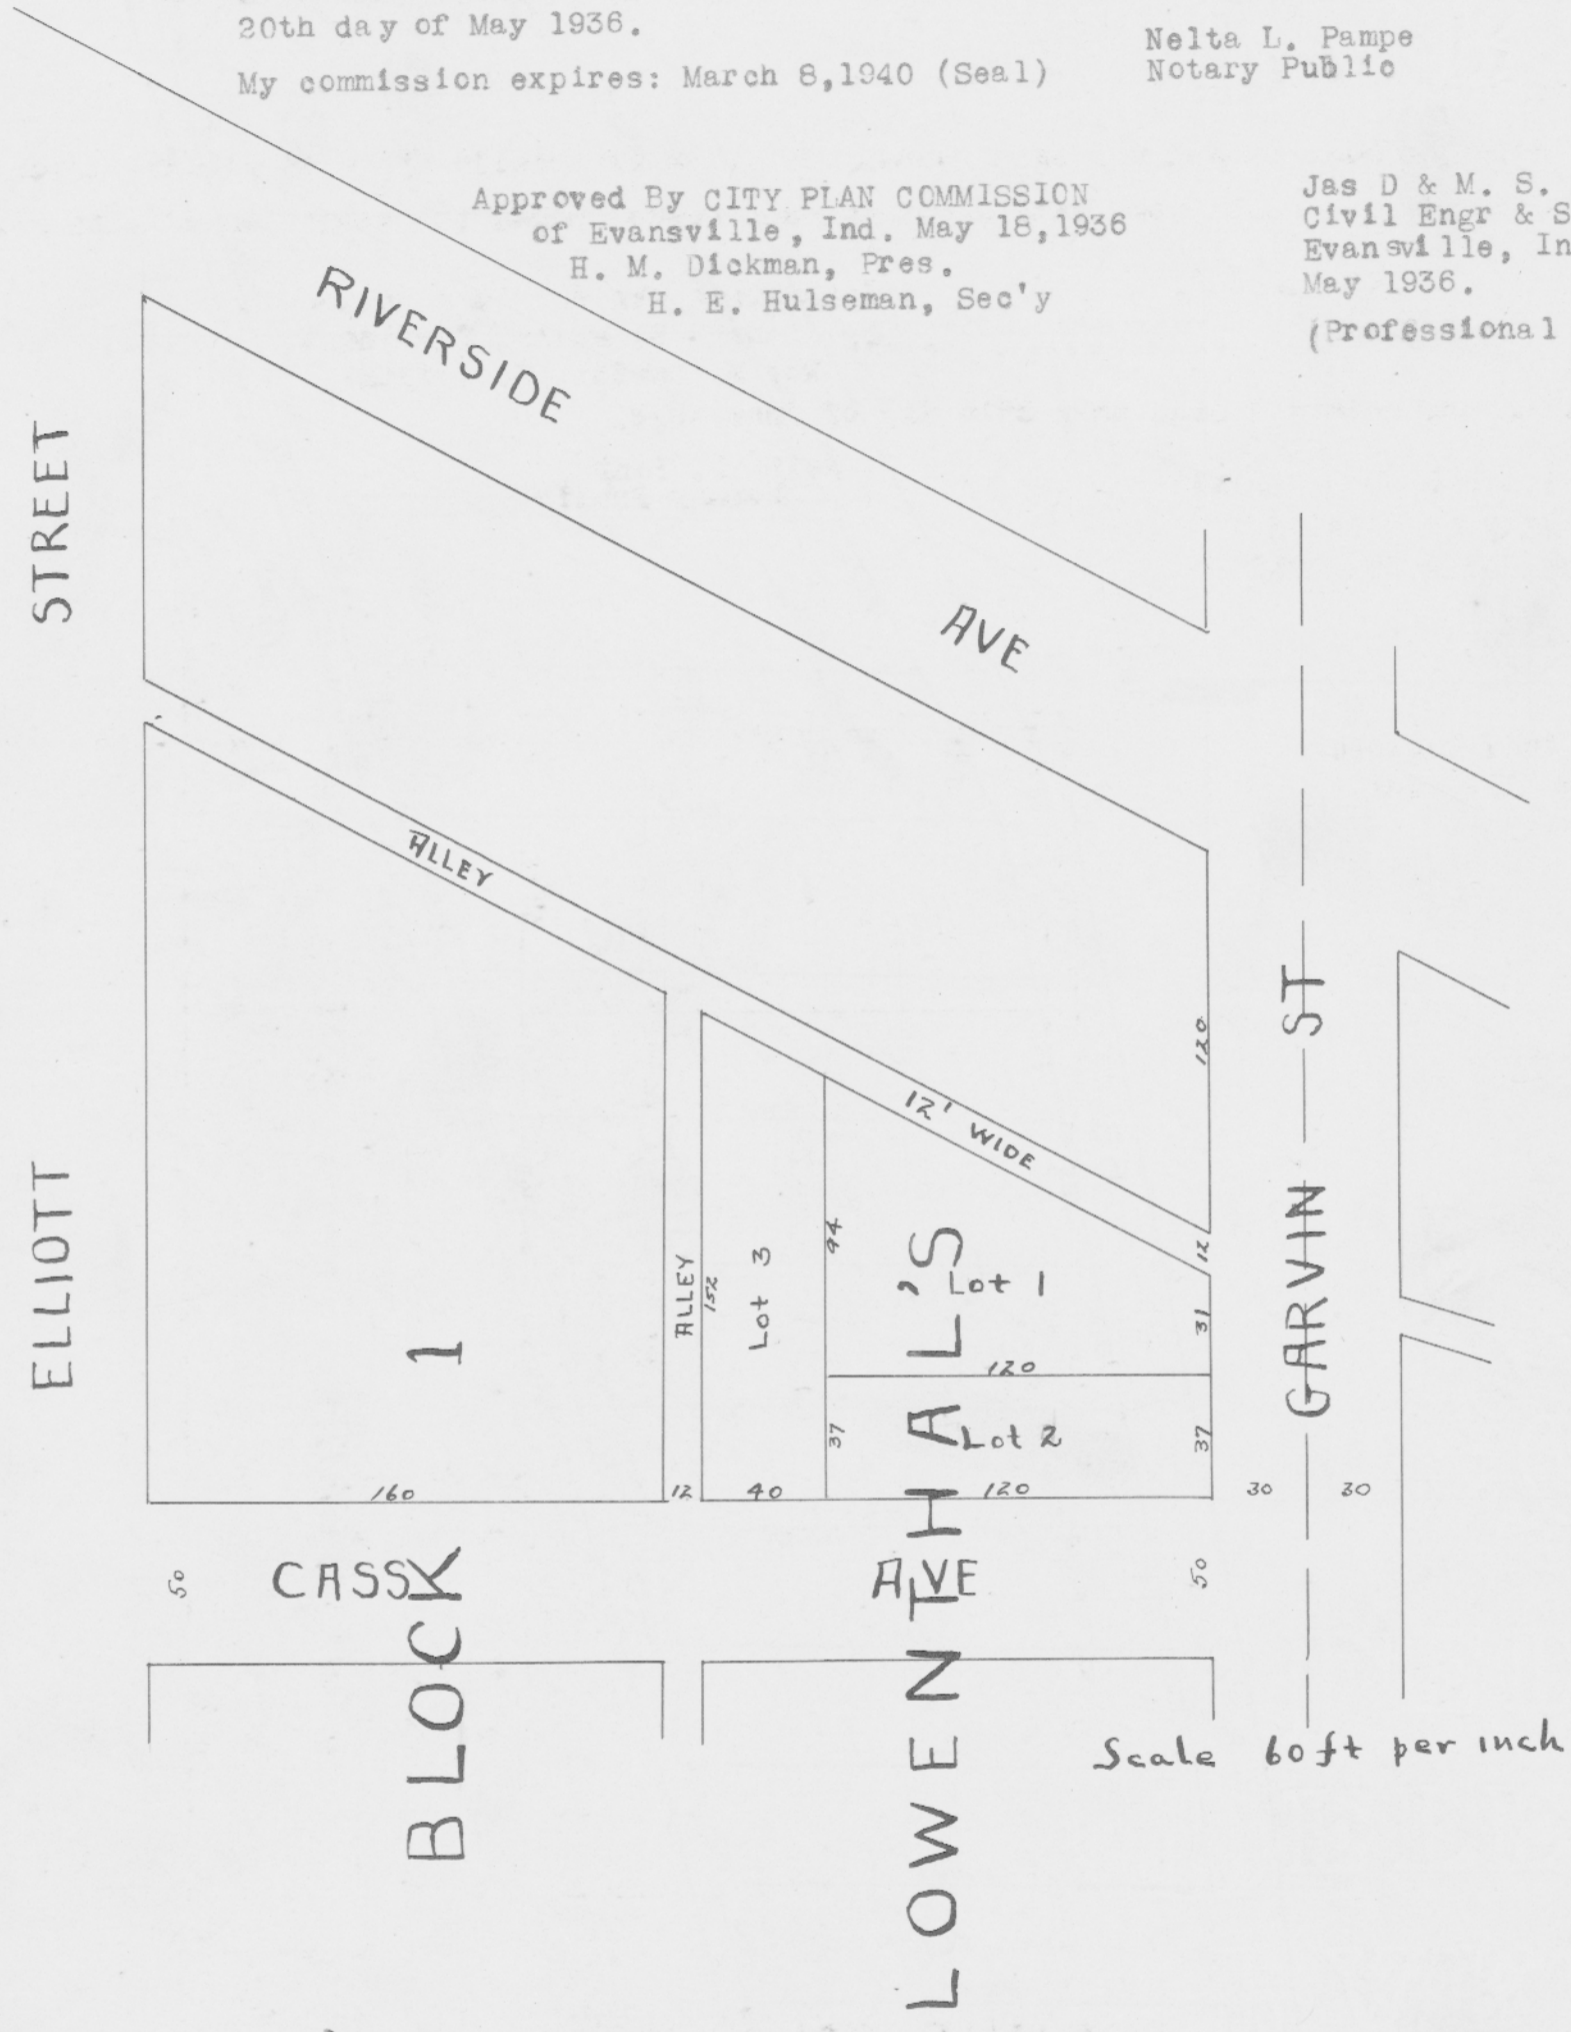 20th day of May 1936.
My commission expires: March 8,1940 (Seal)
Nelta L. Pampe
Notary Public
Approved By CITY PLAN COMMISSION
of Evansville, Ind. May 18,1936
H. M. Dickman, Pres.
H. E. Hulseman, Sec'y
Jas D & M. S.
Civil Engr & S
Evansville, In
May 1936.
(Professional
RIVERSIDE AVE
ELLIOTT STREET
ALLEY
12' WIDE
120
12
31
37
GARVIN ST
ALLEY
152
Lot 3
94
37
Lot 1
120
Lot 2
160
12
40
120
30
30
50
CASS AVE
50
BLOCK 1
LOWENTHAL'S
Scale 60 ft per inch